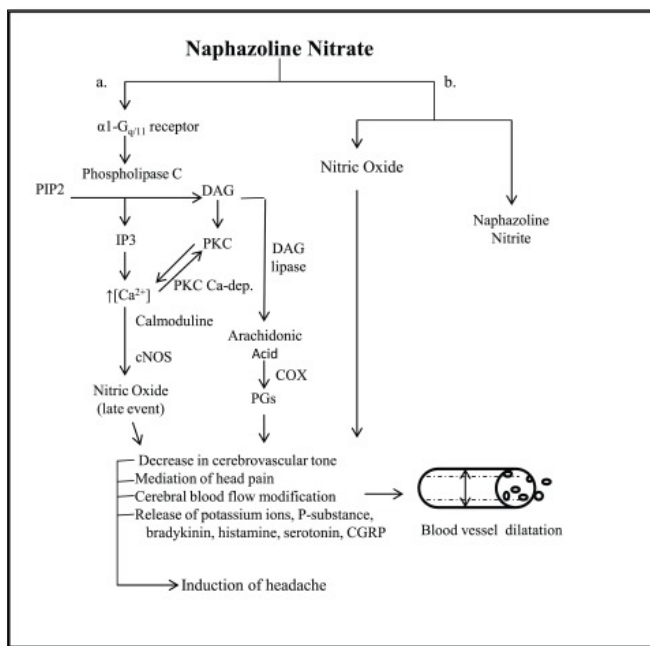 Naphazoline Nitrate
a.
b.
α1-Gq/11 receptor
Phospholipase C
PIP2
DAG
IP3
PKC
DAG
lipase
PKC Ca-dep.
↑[Ca²⁺]
Calmoduline
cNOS
Arachidonic
Acid
COX
PGs
Nitric Oxide
(late event)
Nitric Oxide
Naphazoline
Nitrite
Decrease in cerebrovascular tone
Mediation of head pain
Cerebral blood flow modification
Release of potassium ions, P-substance,
bradykinin, histamine, serotonin, CGRP
Blood vessel dilatation
Induction of headache